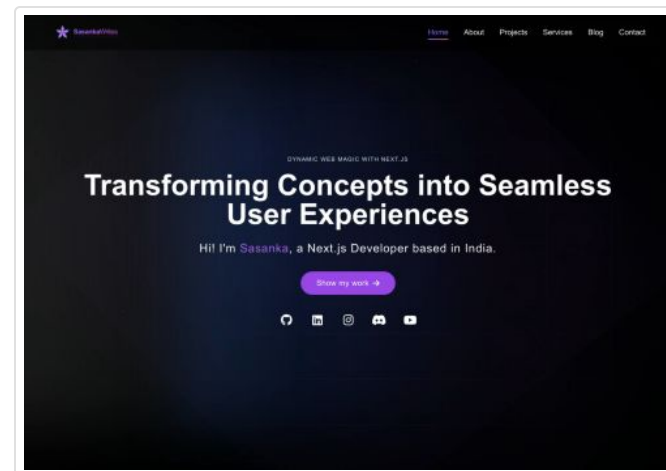 Sasanka
Home About Projects Services Blog Contact
DYNAMIC WEB MAGIC WITH NEXT.JS
Transforming Concepts into Seamless
User Experiences
Hi! I'm Sasanka, a Next.js Developer based in India.
Show my work →